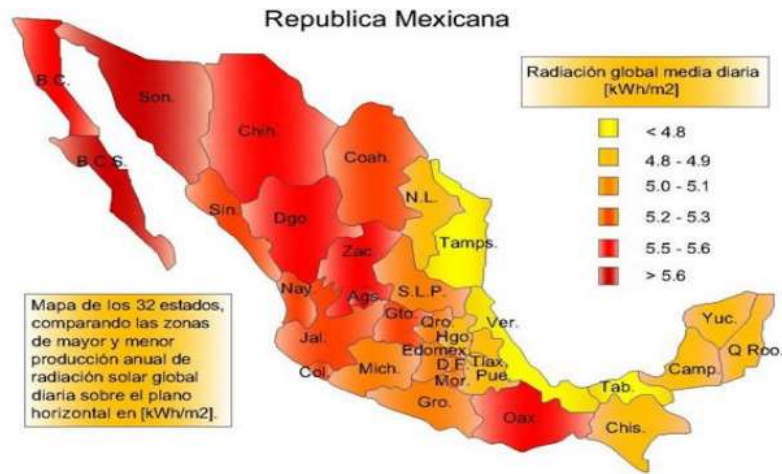 Republica Mexicana
Radiación global media diaria
[kWh/m2]
< 4.8
4.8 - 4.9
5.0 - 5.1
5.2 - 5.3
5.5 - 5.6
> 5.6
B.C.
Son.
Chih.
B.C.S.
Coah.
Sin.
N.L.
Dgo.
Tamps.
Zac.
Nay.
Ags.
S.L.P.
Gto.
Qro.
Ver.
Hgo.
Jal.
Edomex.
Tlax,
Yuc.
Q Roo.
Col.
Mich.
D.F.
Pue.
Camp.
Mor.
Tab.
Gro.
Oax.
Chis.
Mapa de los 32 estados,
comparando las zonas
de mayor y menor
producción anual de
radiación solar global
diaria sobre el plano
horizontal en [kWh/m2].